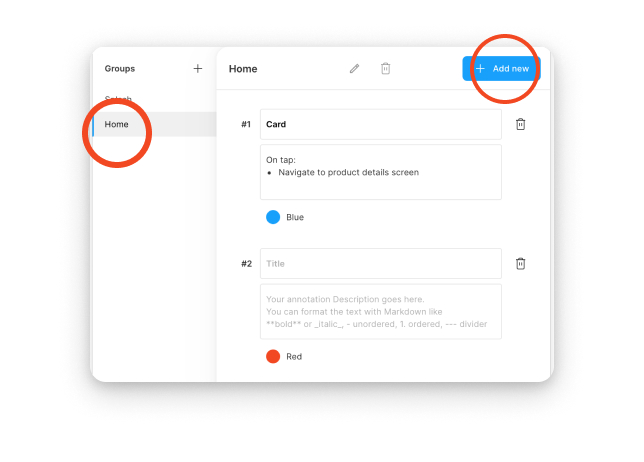 Groups
Splash
Home
Home
Add new
#1
Card
On tap:
• Navigate to product details screen
Blue
#2
Title
Your annotation Description goes here.
You can format the text with Markdown like
**bold** or _italic_, - unordered, 1. ordered, --- divider
Red